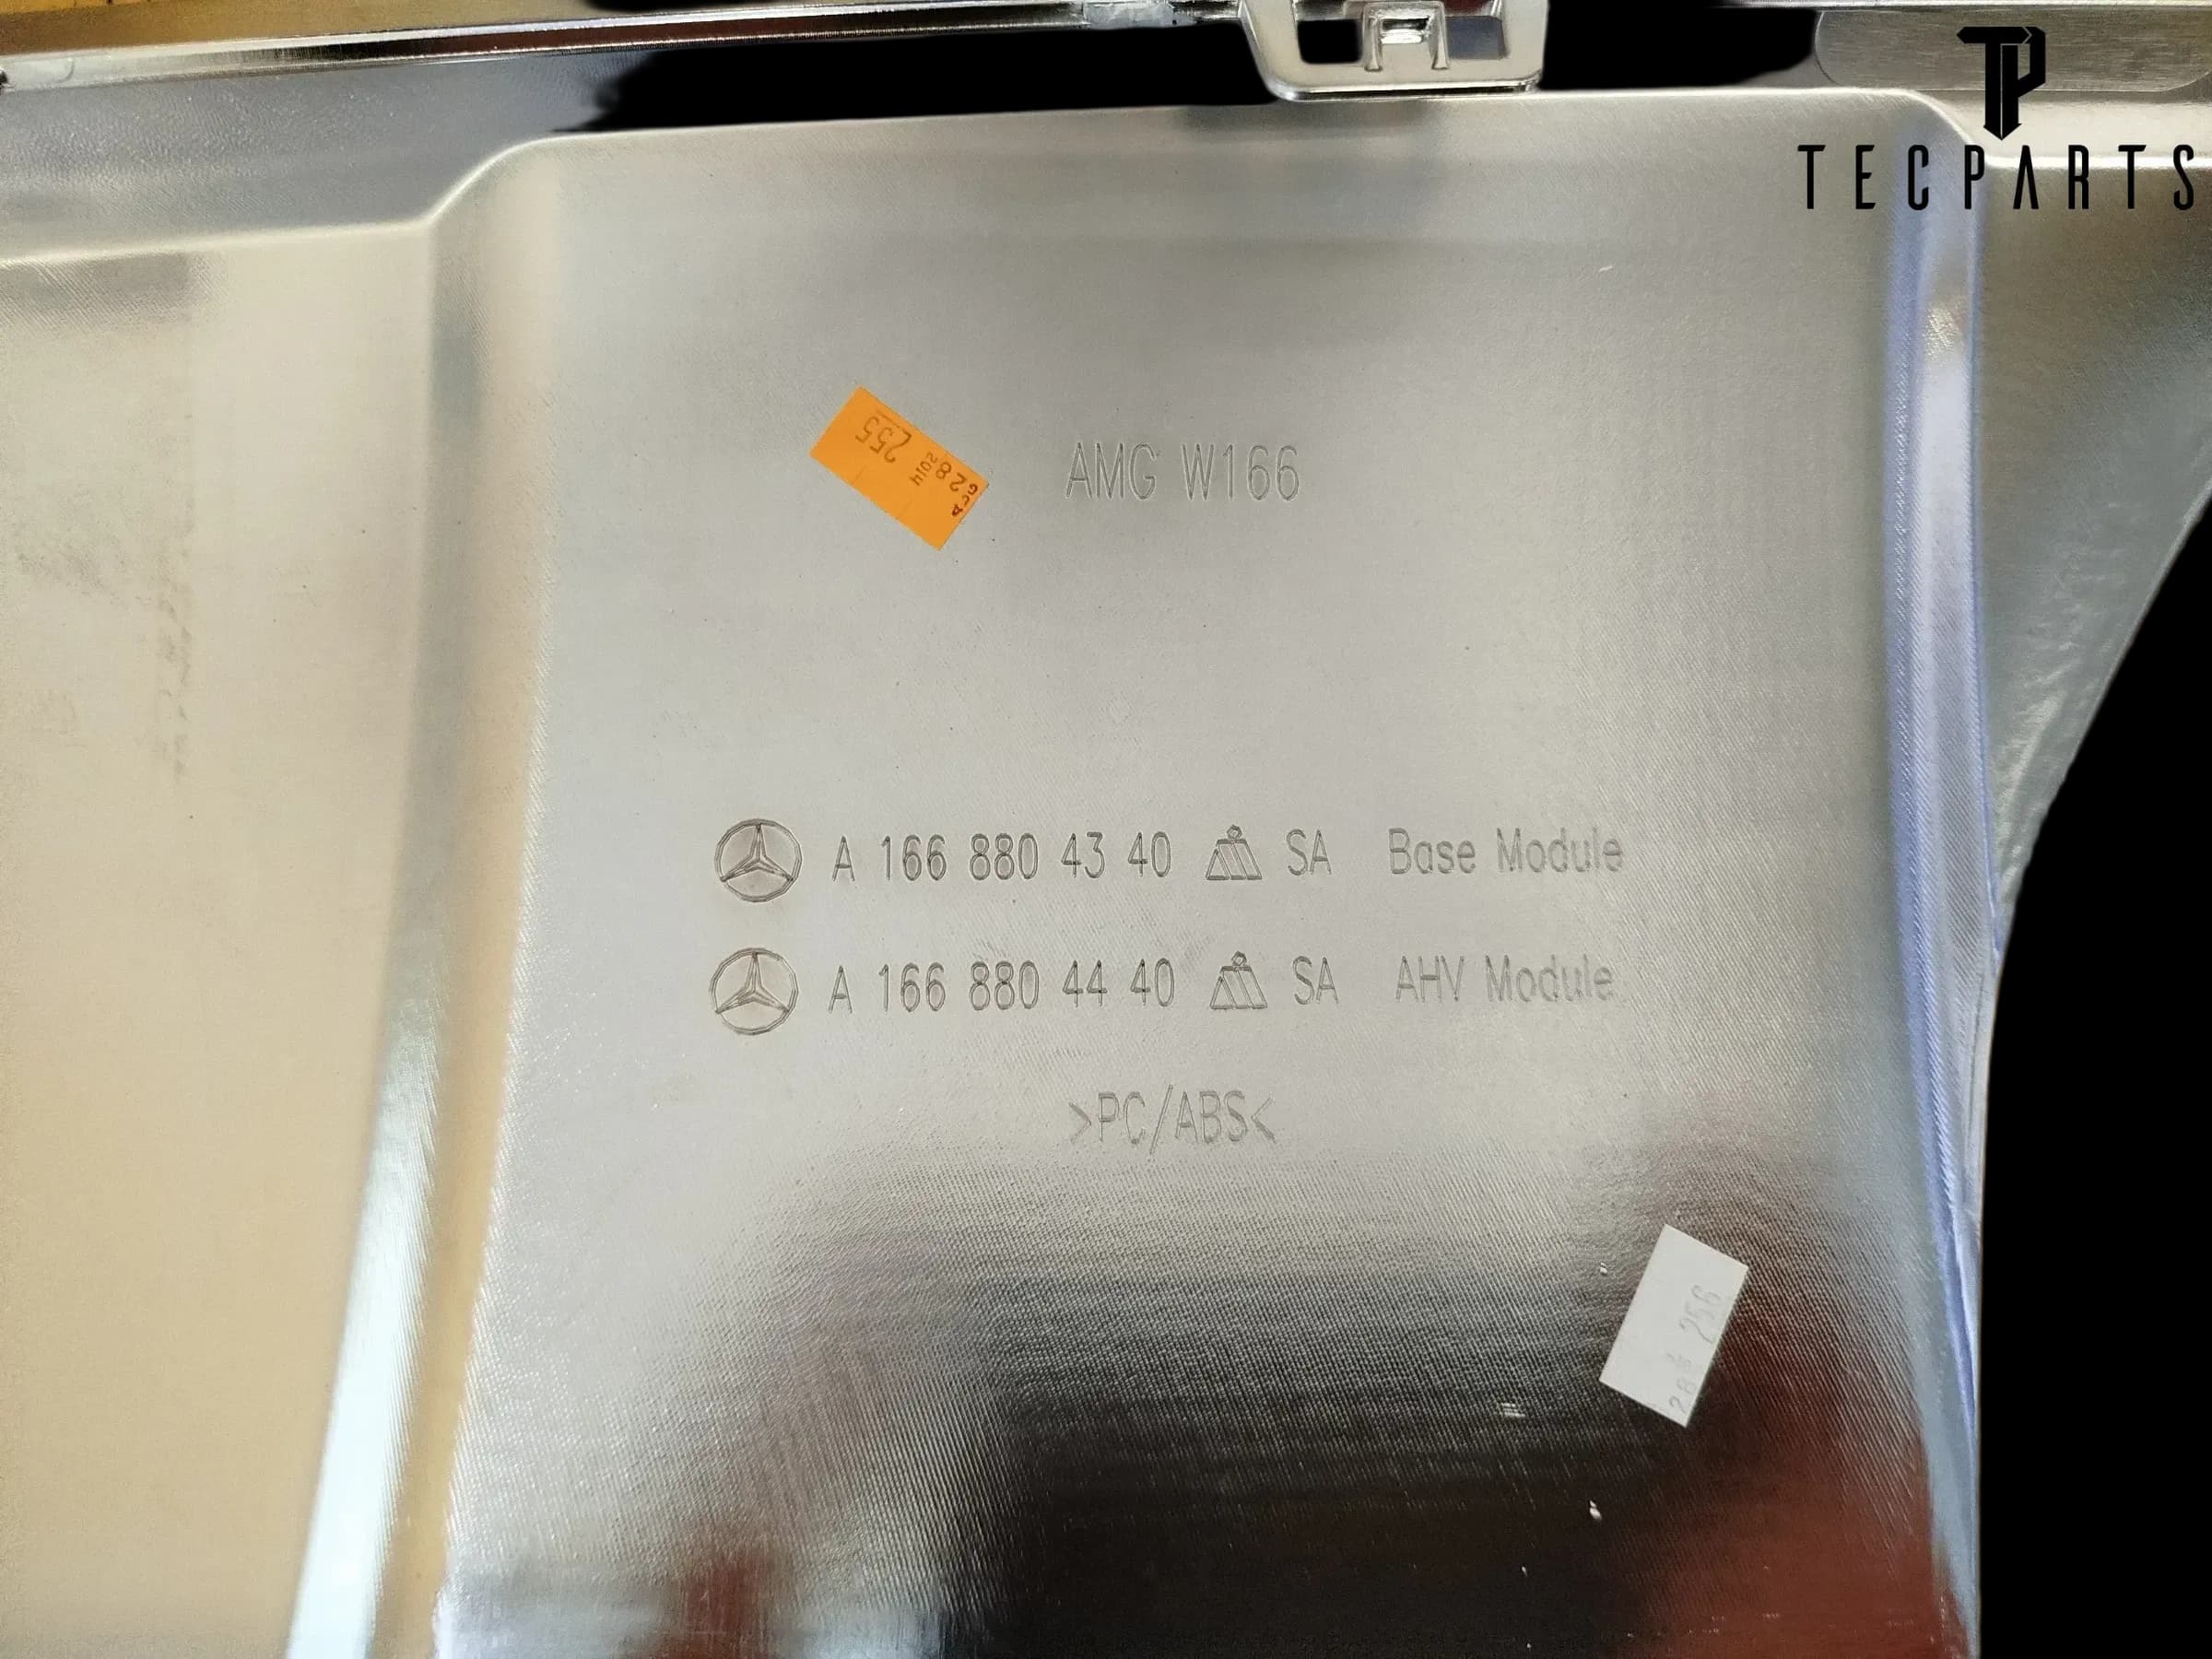 TECPARTS
255
628
2014
AMG W166
A 166 880 43 40 SA Base Module
A 166 880 44 40 SA AHV Module
>PC/ABS<
256